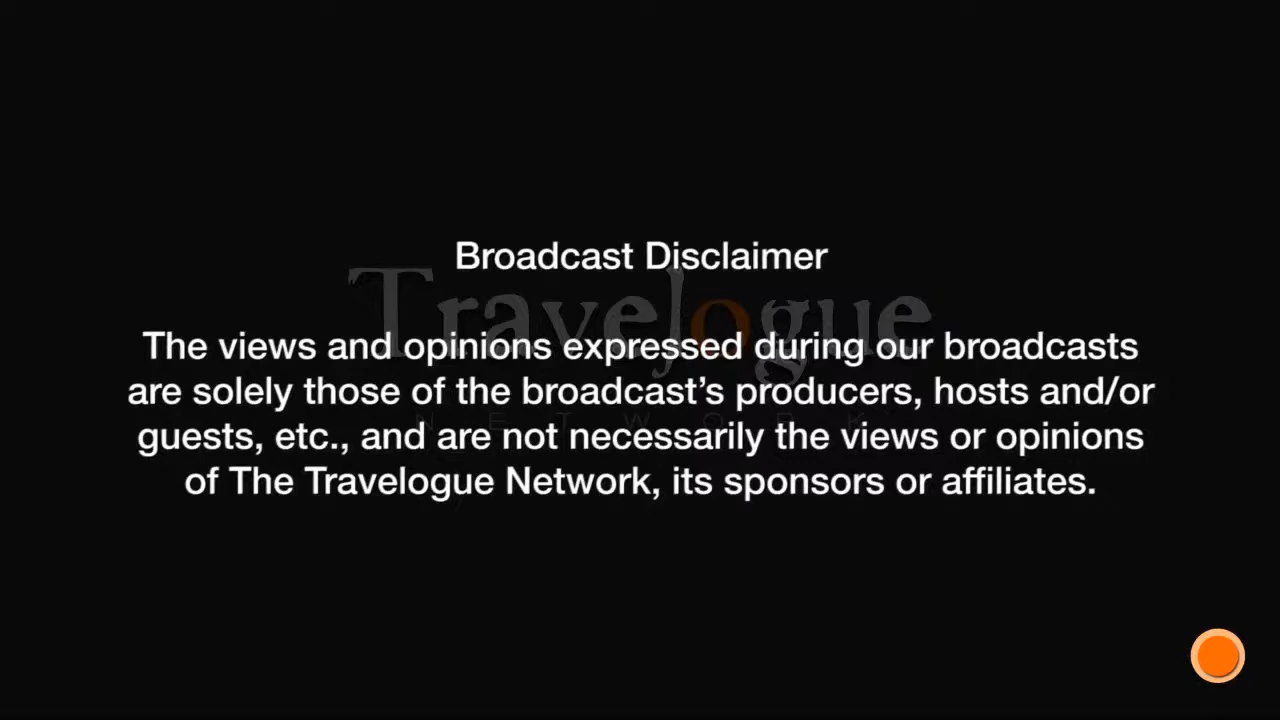 Broadcast Disclaimer
Travelogue
The views and opinions expressed during our broadcasts
are solely those of the broadcast’s producers, hosts and/or
NETWORK
guests, etc., and are not necessarily the views or opinions
of The Travelogue Network, its sponsors or affiliates.